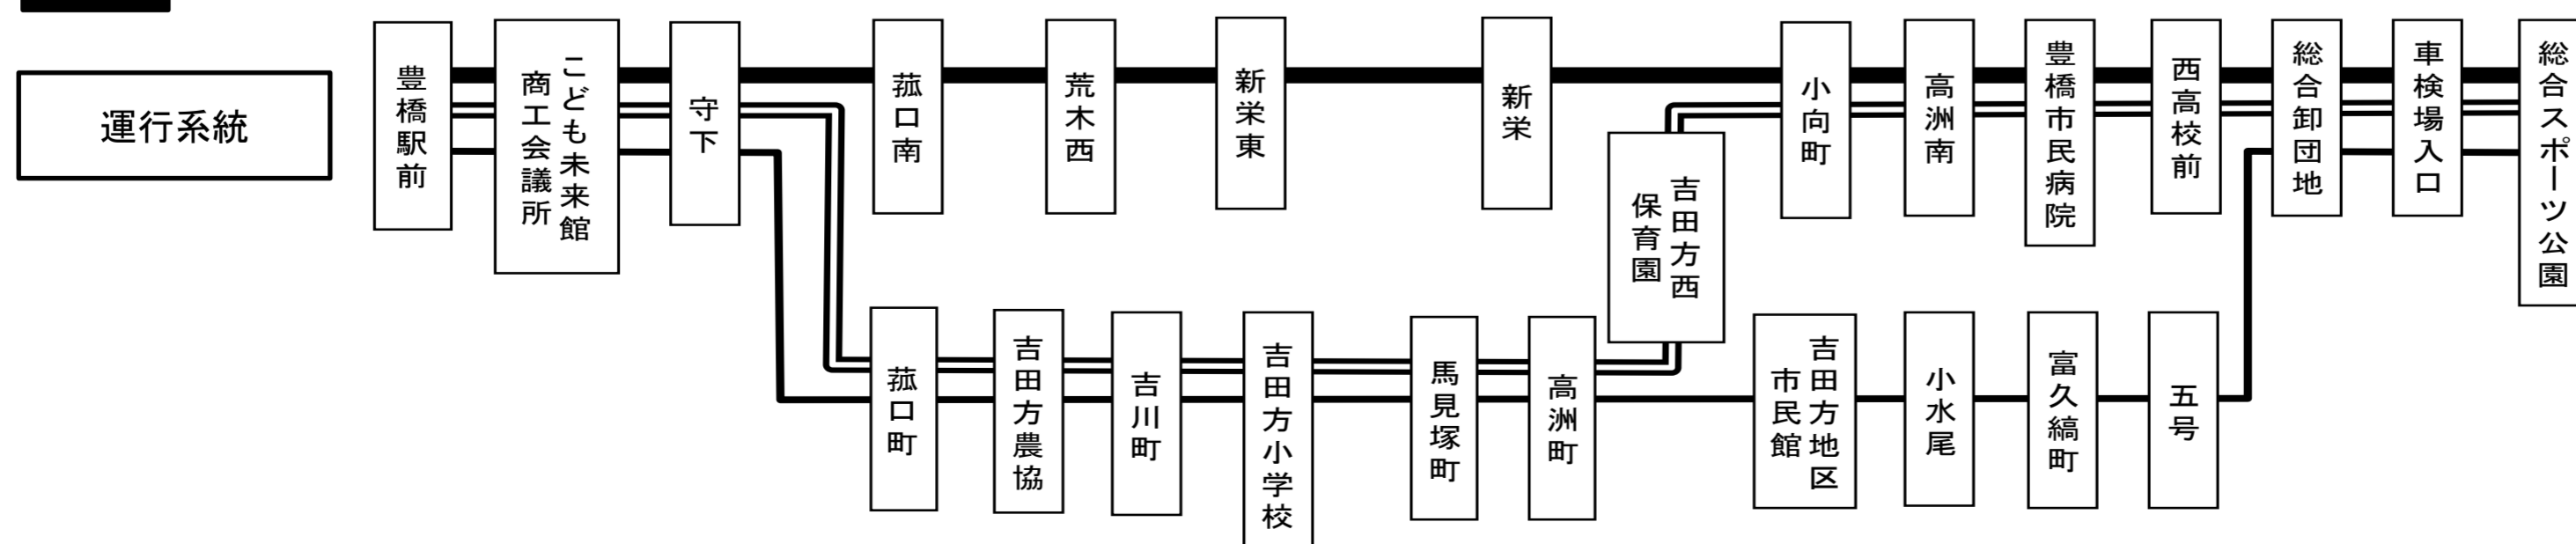 運行系統
豊橋駅前
こども未来館
商工会議所
守下
菰口南
荒木西
新栄東
新栄
小向町
高洲南
豊橋市民病院
西高校前
総合卸団地
車検場入口
総合スポーツ公園
吉田方西
保育園
菰口町
吉田方農協
吉川町
吉田方小学校
馬見塚町
高洲町
吉田方地区
市民館
小水尾
富久縞町
五号